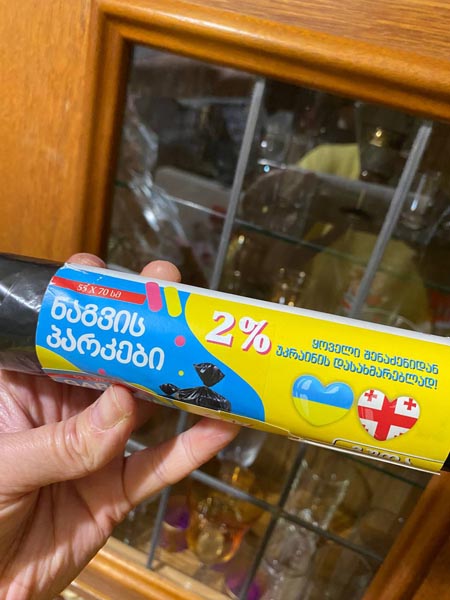 55 X 70 სმ
ნაგვის
პარკები
2%
ყოველი შენაძენიდან
უკრაინის დასახმარებლად!